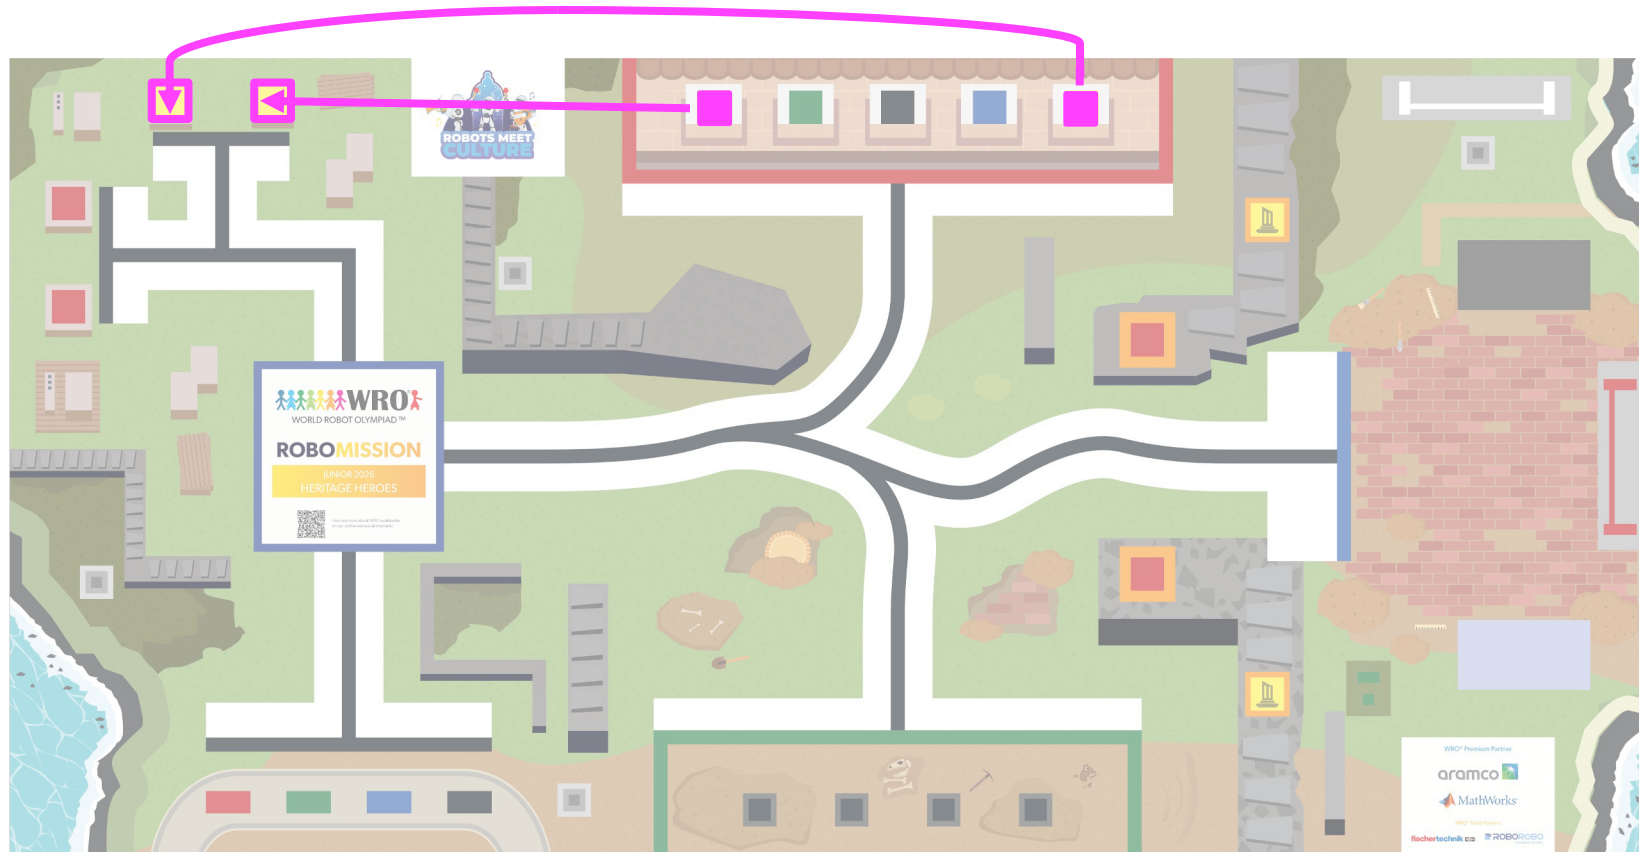 ROBOTS MEET
CULTURE
WRO
WORLD ROBOT OLYMPIAD™
ROBOMISSION
JUNIOR 2026
HERITAGE HEROES
WRO® Premium Partner
aramco
MathWorks
fischertechnik
ROBOROBO